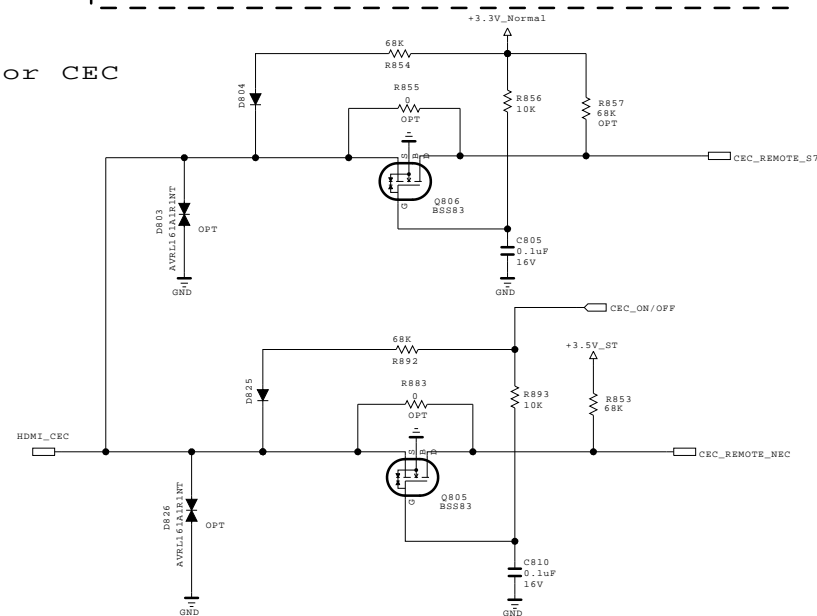 +3.3V_Normal
or CEC
68K
R854
D804
R855
0
OPT
R856
10K
R857
68K
OPT
S
B
D
G
CEC_REMOTE_S7
Q806
BSS83
D803
AVRL161A1R1NT
OPT
C805
0.1uF
16V
GND
GND
CEC_ON/OFF
68K
R892
+3.5V_ST
D825
R883
0
OPT
R893
10K
R853
68K
HDMI_CEC
S
B
D
G
CEC_REMOTE_NEC
Q805
BSS83
D826
AVRL161A1R1NT
OPT
C810
0.1uF
16V
GND
GND